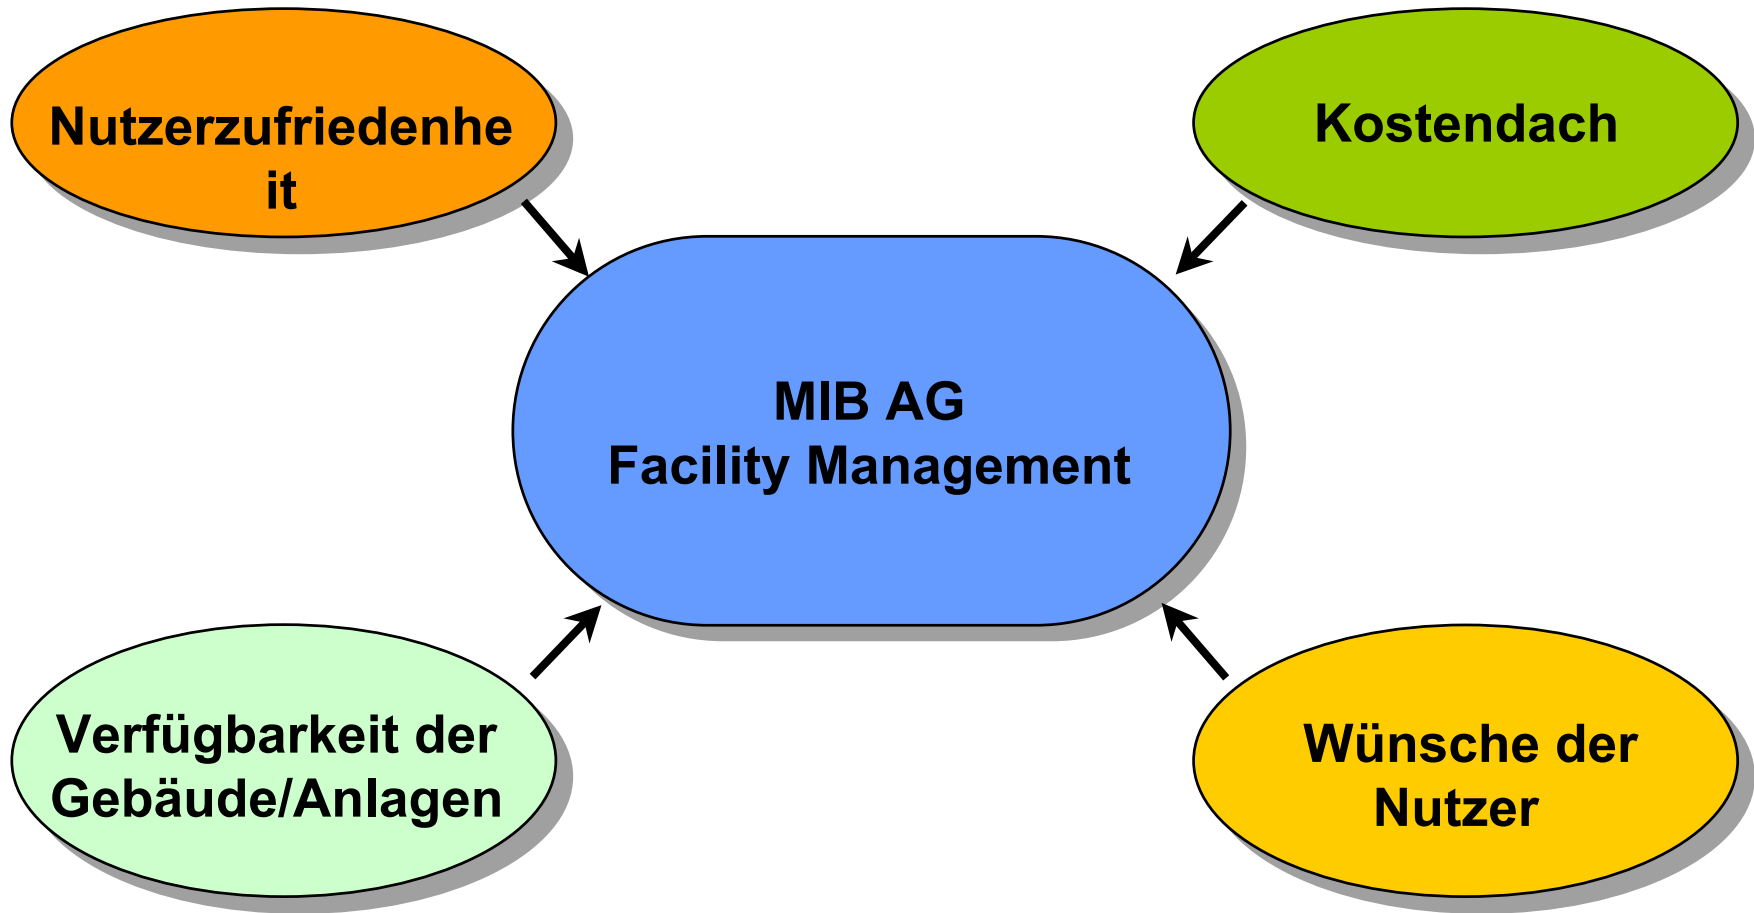 Nutzerzufriedenhe
it
Kostendach
MIB AG
Facility Management
Verfügbarkeit der
Gebäude/Anlagen
Wünsche der
Nutzer